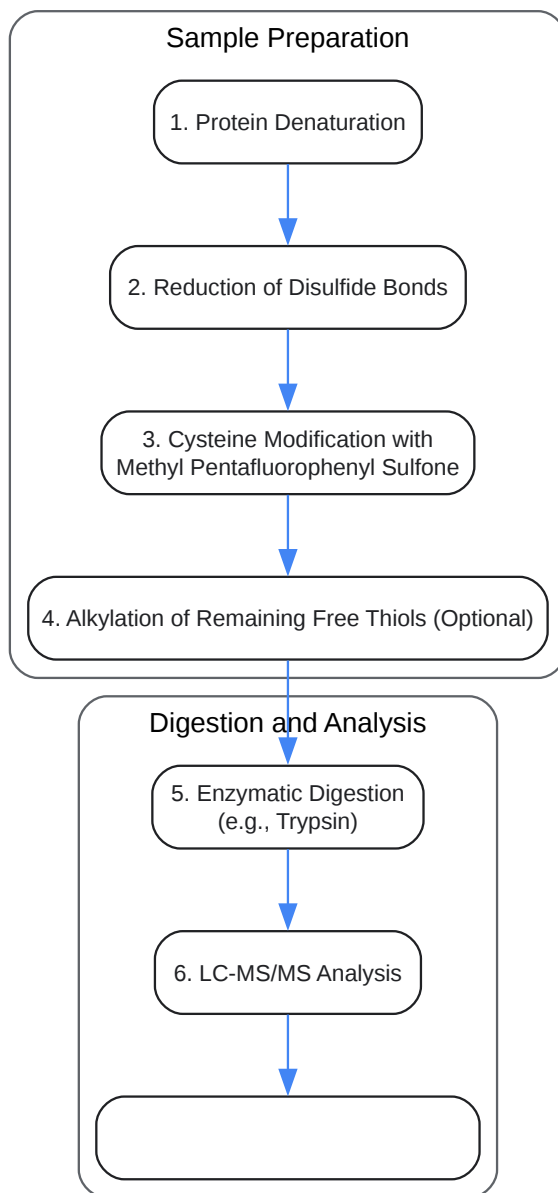 Sample Preparation
1. Protein Denaturation
2. Reduction of Disulfide Bonds
3. Cysteine Modification with
Methyl Pentafluorophenyl Sulfone
4. Alkylation of Remaining Free Thiols (Optional)
Digestion and Analysis
5. Enzymatic Digestion
(e.g., Trypsin)
6. LC-MS/MS Analysis